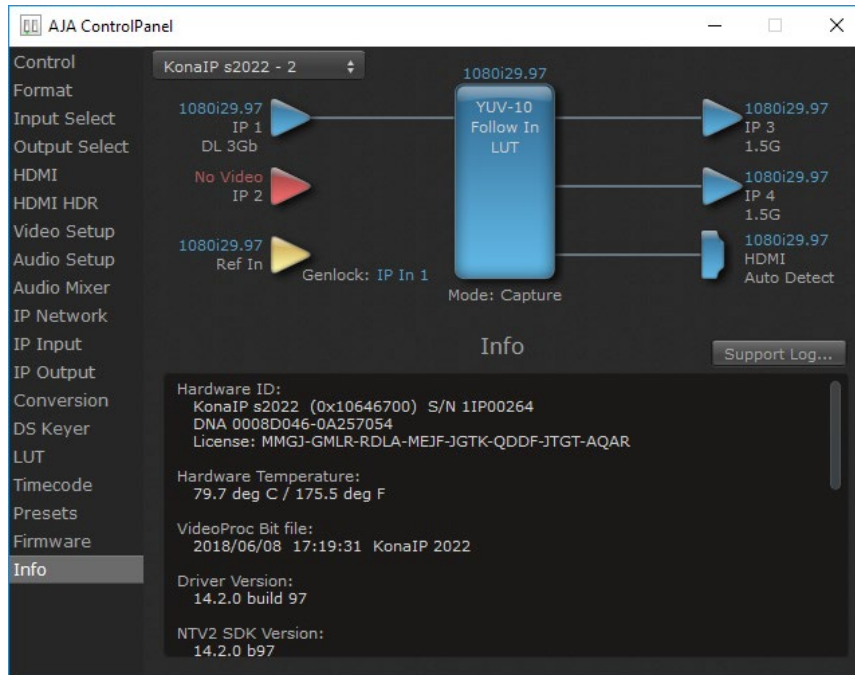 AJA ControlPanel
Control
Format
Input Select
Output Select
HDMI
HDMI HDR
Video Setup
Audio Setup
Audio Mixer
IP Network
IP Input
IP Output
Conversion
DS Keyer
LUT
Timecode
Presets
Firmware
Info
KonaIP s2022 - 2
1080i29.97
IP 1
DL 3Gb
No Video
IP 2
1080i29.97
Ref In
Genlock: IP In 1
1080i29.97
YUV-10
Follow In
LUT
Mode: Capture
1080i29.97
IP 3
1.5G
1080i29.97
IP 4
1.5G
1080i29.97
HDMI
Auto Detect
Info
Support Log...
Hardware ID:
KonaIP s2022 (0x10646700) S/N 1IP00264
DNA 0008D046-0A257054
License: MMGJ-GMLR-RDLA-MEJF-JGTK-QDDF-JTGT-AQAR
Hardware Temperature:
79.7 deg C / 175.5 deg F
VideoProc Bit file:
2018/06/08 17:19:31 KonaIP 2022
Driver Version:
14.2.0 build 97
NTV2 SDK Version:
14.2.0 b97